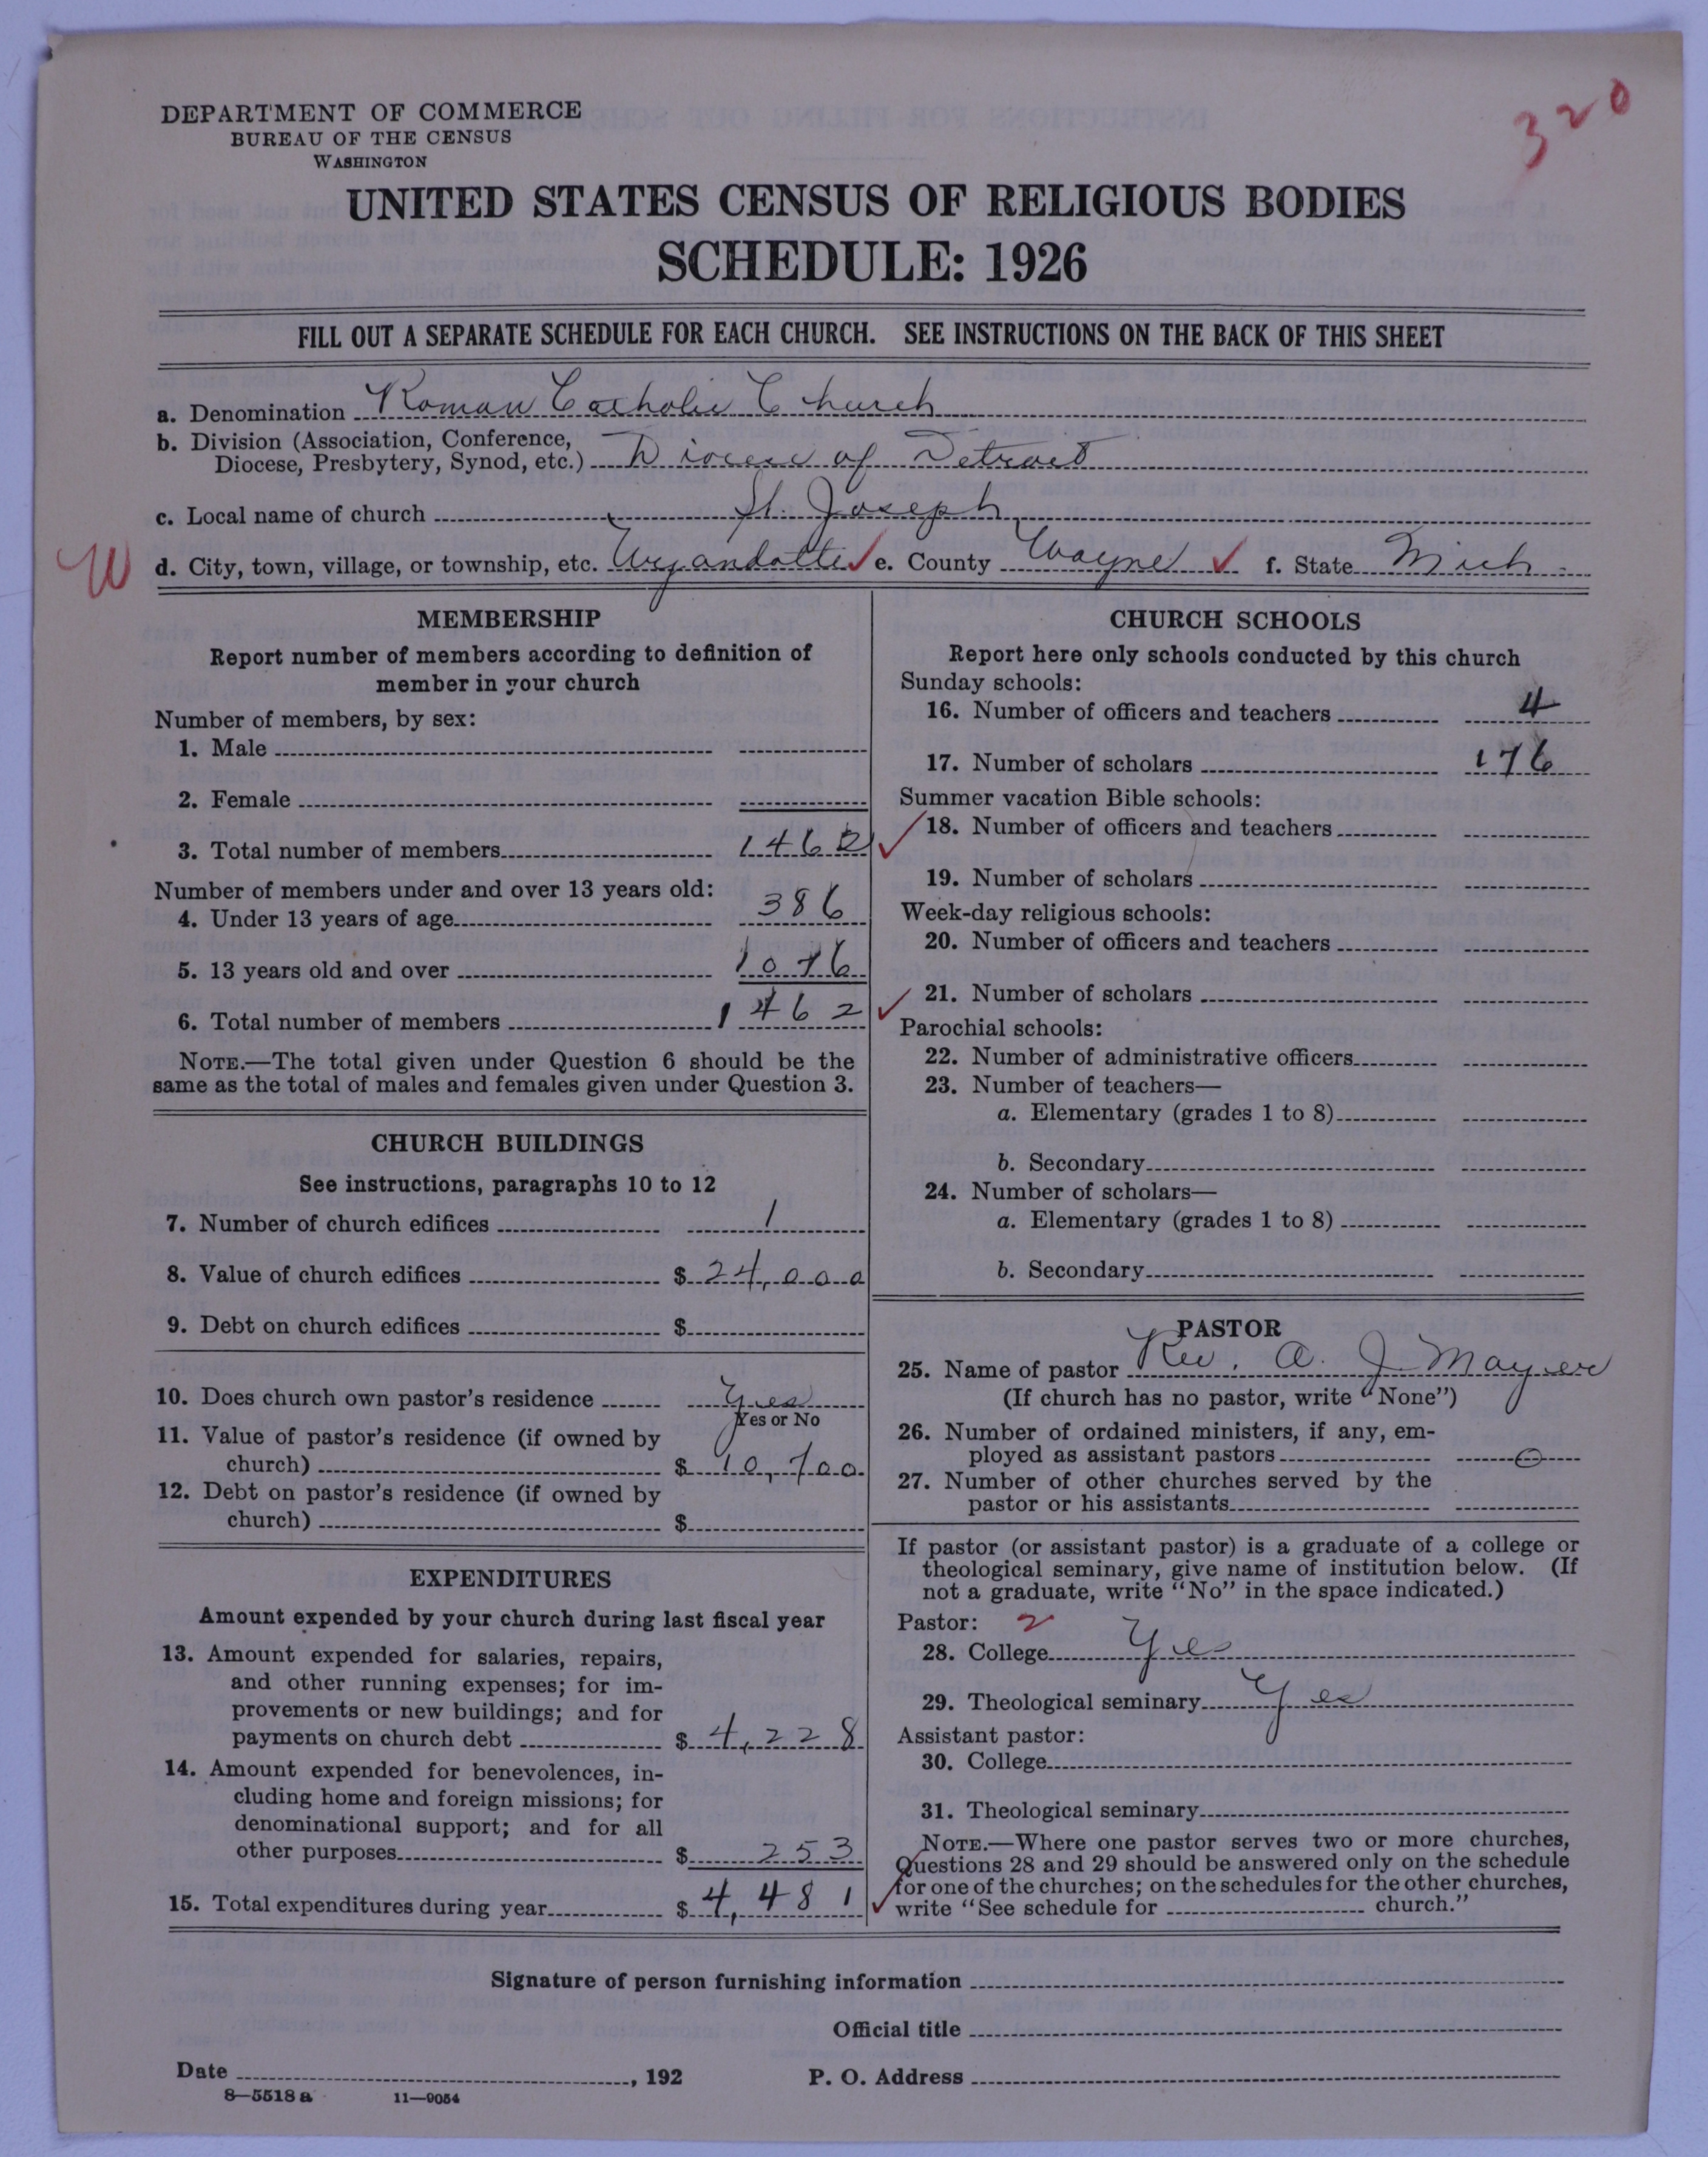 320
DEPARTMENT OF COMMERCE
BUREAU OF THE CENSUS
WASHINGTON
UNITED STATES CENSUS OF RELIGIOUS BODIES
SCHEDULE: 1926
FILL OUT A SEPARATE SCHEDULE FOR EACH CHURCH. SEE INSTRUCTIONS ON THE BACK OF THIS SHEET
a. Denomination Roman Catholic Church
b. Division (Association, Conference,
Diocese, Presbytery, Synod, etc.) Diocese of Detroit
c. Local name of church St. Joseph
W d. City, town, village, or township, etc. Wyandotte ✓ e. County Wayne ✓ f. State Mich.
MEMBERSHIP
Report number of members according to definition of
member in your church
Number of members, by sex:
1. Male
2. Female
3. Total number of members 1462 ✓
Number of members under and over 13 years old:
4. Under 13 years of age 386
5. 13 years old and over 1076
6. Total number of members 1462 ✓
NOTE.—The total given under Question 6 should be the
same as the total of males and females given under Question 3.
CHURCH BUILDINGS
See instructions, paragraphs 10 to 12
7. Number of church edifices 1
8. Value of church edifices $ 24,000
9. Debt on church edifices $
10. Does church own pastor's residence Yes
Yes or No
11. Value of pastor's residence (if owned by
church) $ 10,700
12. Debt on pastor's residence (if owned by
church) $
EXPENDITURES
Amount expended by your church during last fiscal year
13. Amount expended for salaries, repairs,
and other running expenses; for im-
provements or new buildings; and for
payments on church debt $ 4,228
14. Amount expended for benevolences, in-
cluding home and foreign missions; for
denominational support; and for all
other purposes $ 253
15. Total expenditures during year $ 4,481 ✓
CHURCH SCHOOLS
Report here only schools conducted by this church
Sunday schools:
16. Number of officers and teachers 4
17. Number of scholars 176
Summer vacation Bible schools:
18. Number of officers and teachers
19. Number of scholars
Week-day religious schools:
20. Number of officers and teachers
21. Number of scholars
Parochial schools:
22. Number of administrative officers
23. Number of teachers—
a. Elementary (grades 1 to 8)
b. Secondary
24. Number of scholars—
a. Elementary (grades 1 to 8)
b. Secondary
PASTOR
25. Name of pastor Rev. A. J. Mayer
(If church has no pastor, write "None")
26. Number of ordained ministers, if any, em-
ployed as assistant pastors 0
27. Number of other churches served by the
pastor or his assistants
If pastor (or assistant pastor) is a graduate of a college or
theological seminary, give name of institution below. (If
not a graduate, write "No" in the space indicated.)
Pastor: 2
28. College Yes
29. Theological seminary Yes
Assistant pastor:
30. College
31. Theological seminary
NOTE.—Where one pastor serves two or more churches,
Questions 28 and 29 should be answered only on the schedule
for one of the churches; on the schedules for the other churches,
write "See schedule for church."
Signature of person furnishing information
Official title
Date , 192 P. O. Address
8—5518 a 11—9054